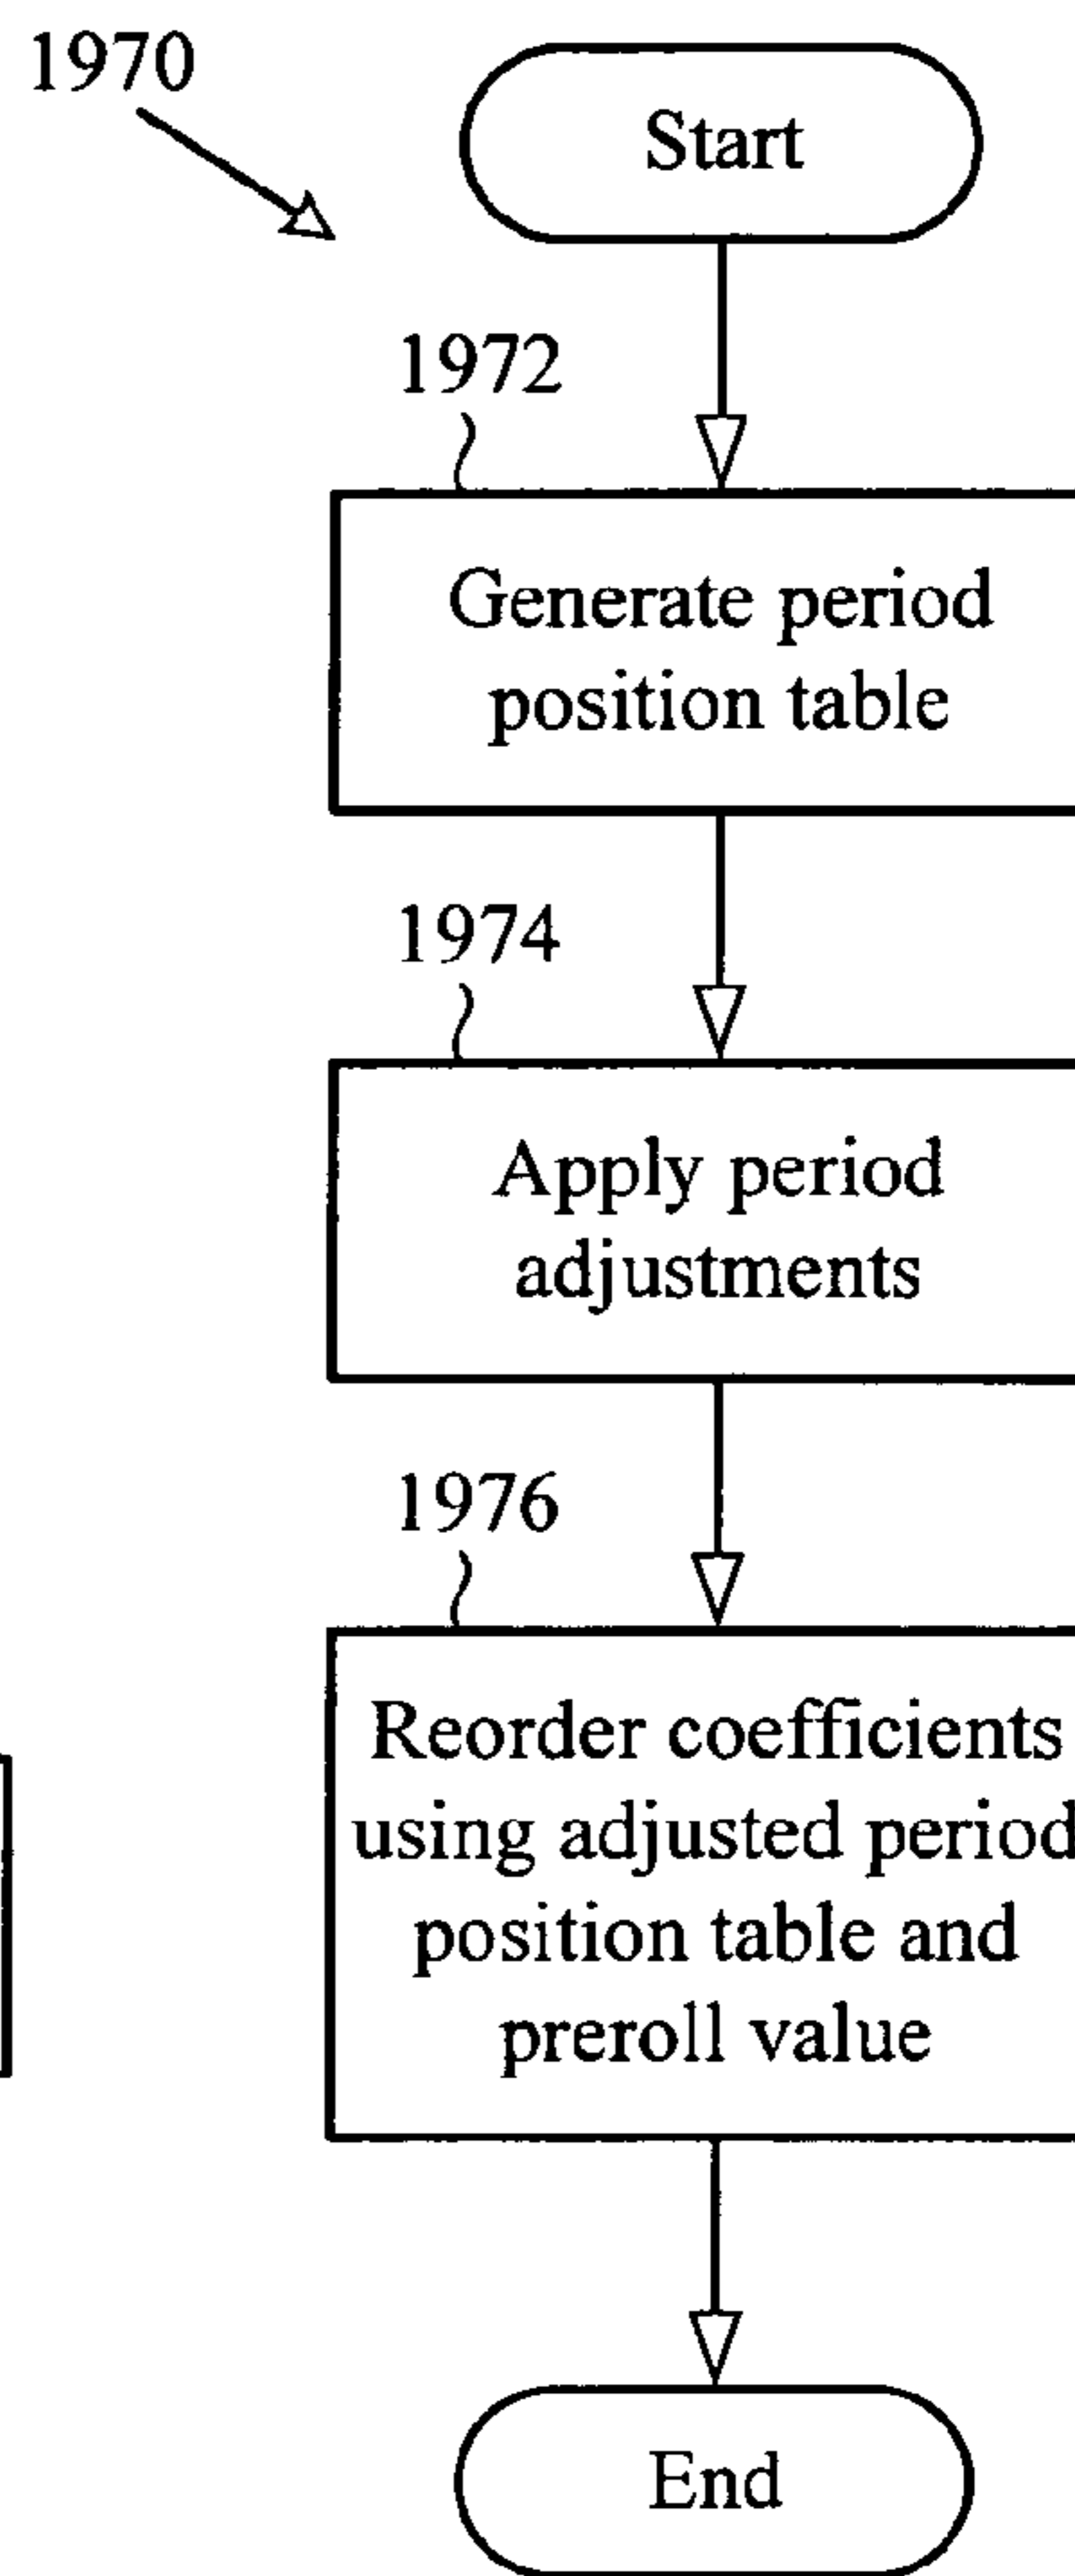 1970
Start
1972
Generate period
position table
1974
Apply period
adjustments
1976
Reorder coefficients
using adjusted period
position table and
preroll value
End